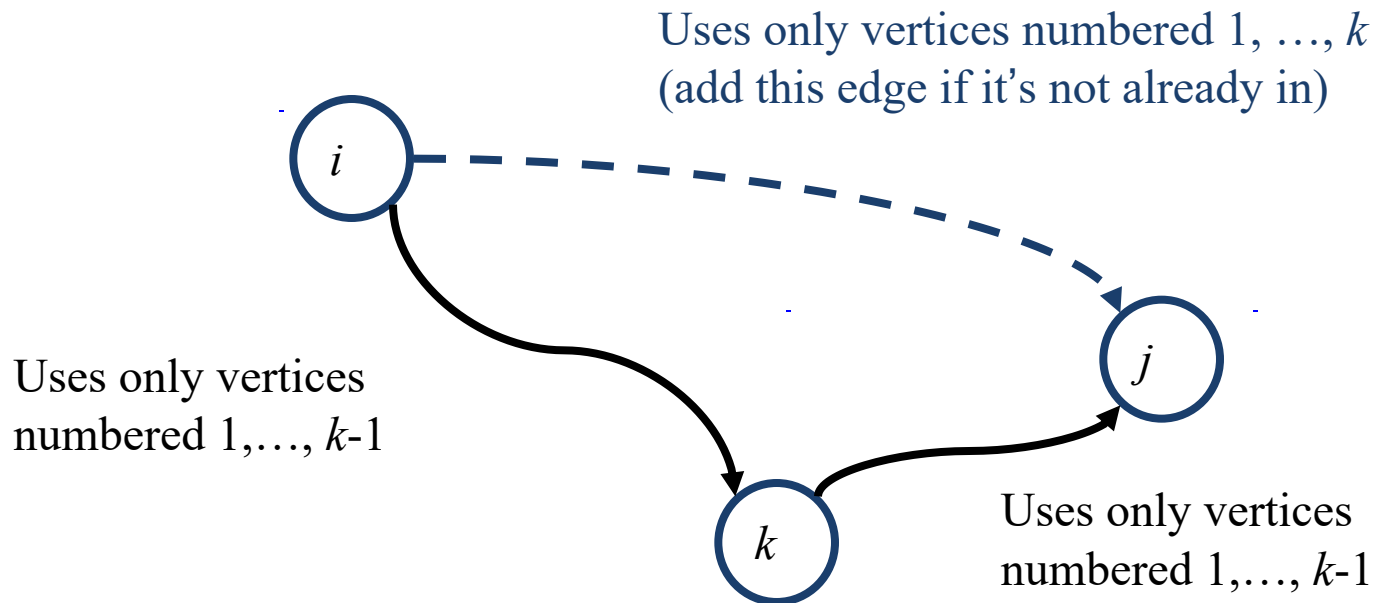 Uses only vertices numbered 1, …, k
(add this edge if it’s not already in)
i
j
Uses only vertices
numbered 1,…, k-1
k
Uses only vertices
numbered 1,…, k-1